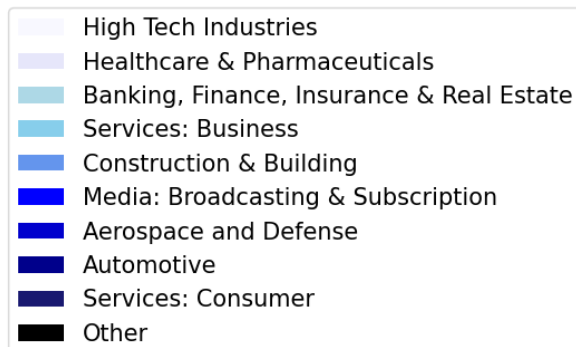 High Tech Industries
Healthcare & Pharmaceuticals
Banking, Finance, Insurance & Real Estate
Services: Business
Construction & Building
Media: Broadcasting & Subscription
Aerospace and Defense
Automotive
Services: Consumer
Other